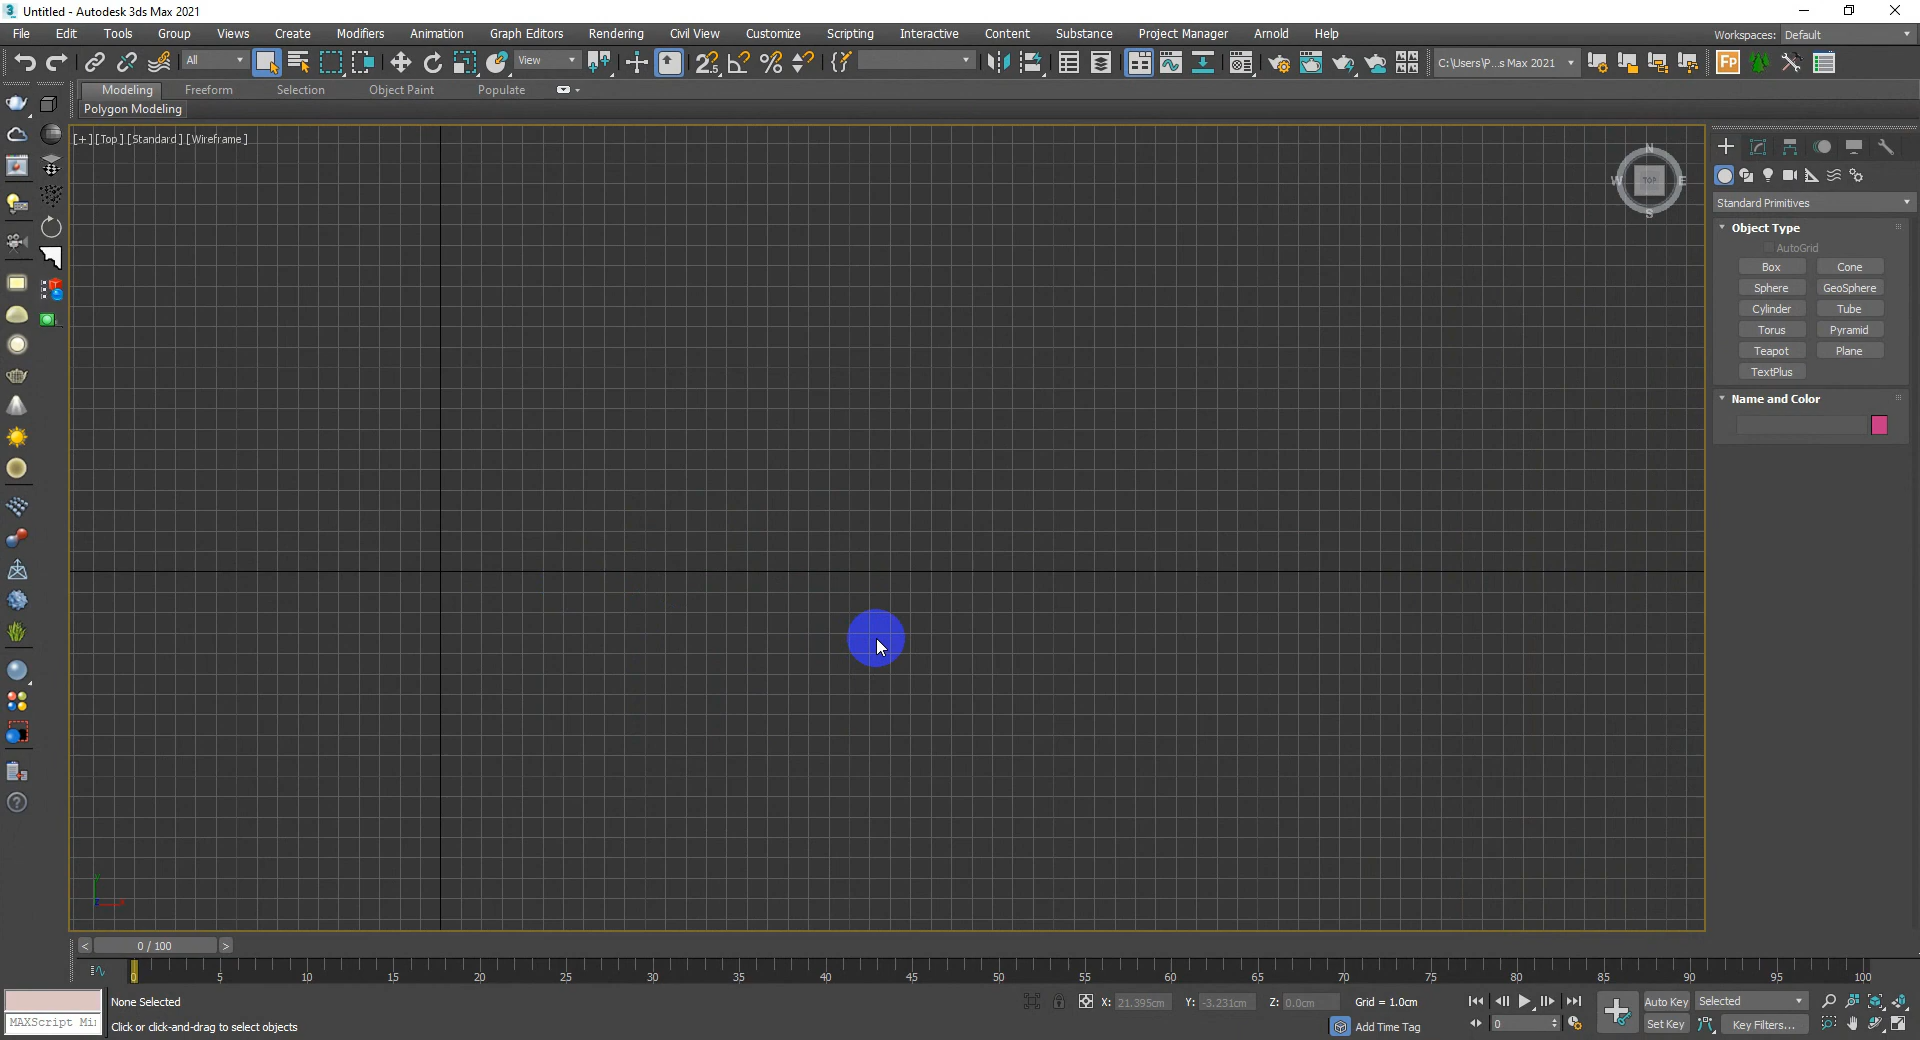 Untitled - Autodesk 3ds Max 2021
File Edit Tools Group Views Create Modifiers Animation Graph Editors Rendering Civil View Customize Scripting Interactive Content Substance Project Manager Arnold Help Workspaces: Default
All View C:\Users\P...s Max 2021
Modeling Freeform Selection Object Paint Populate
Polygon Modeling
[+] [Top] [Standard] [Wireframe]
N
W TOP E
S
Standard Primitives
Object Type
AutoGrid
Box Cone
Sphere GeoSphere
Cylinder Tube
Torus Pyramid
Teapot Plane
TextPlus
Name and Color
< 0 / 100 >
0 5 10 15 20 25 30 35 40 45 50 55 60 65 70 75 80 85 90 95 100
None Selected X: 21.395cm Y: -3.231cm Z: 0.0cm Grid = 1.0cm Auto Key Selected
MAXScript Mi Click or click-and-drag to select objects Add Time Tag 0 Set Key Key Filters...